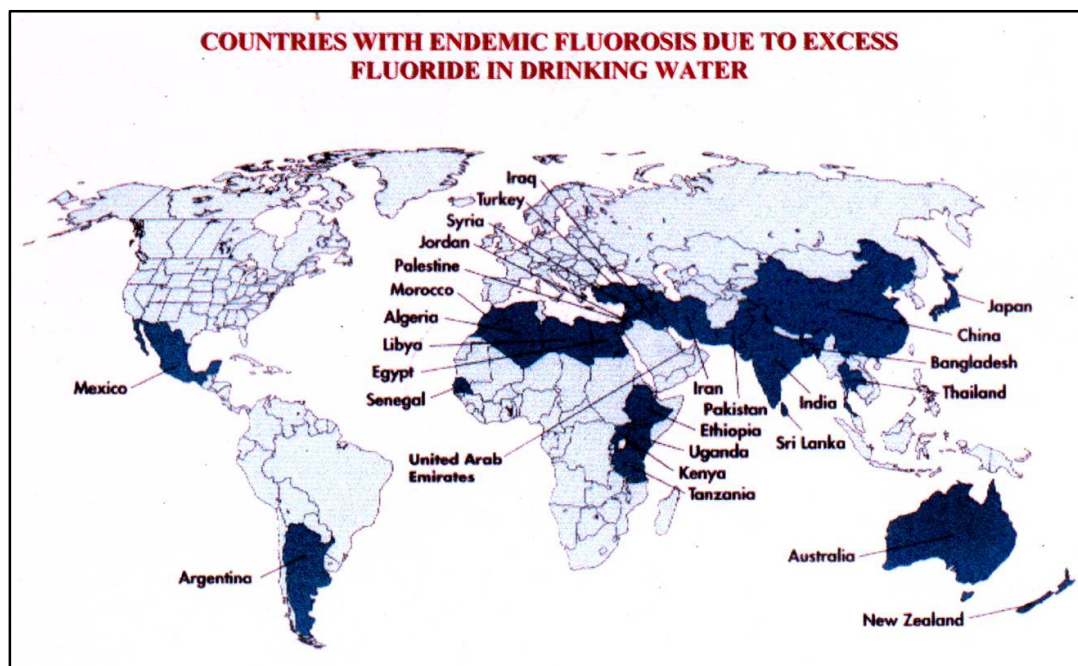 COUNTRIES WITH ENDEMIC FLUOROSIS DUE TO EXCESS
FLUORIDE IN DRINKING WATER
Iraq
Turkey
Syria
Jordan
Palestine
Morocco
Algeria
Libya
Egypt
Senegal
Mexico
United Arab
Emirates
Argentina
Japan
China
Bangladesh
Thailand
Iran
Pakistan
India
Sri Lanka
Ethiopia
Uganda
Kenya
Tanzania
Australia
New Zealand